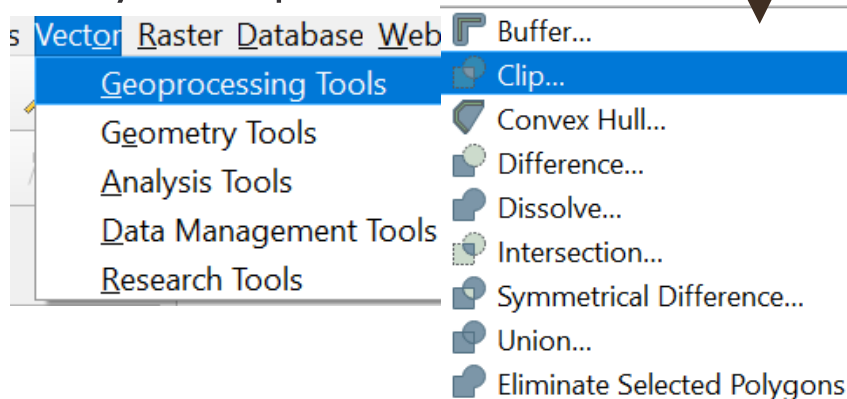 s Vector Raster Database Web
Geoprocessing Tools
Geometry Tools
Analysis Tools
Data Management Tools
Research Tools
Buffer...
Clip...
Convex Hull...
Difference...
Dissolve...
Intersection...
Symmetrical Difference...
Union...
Eliminate Selected Polygons